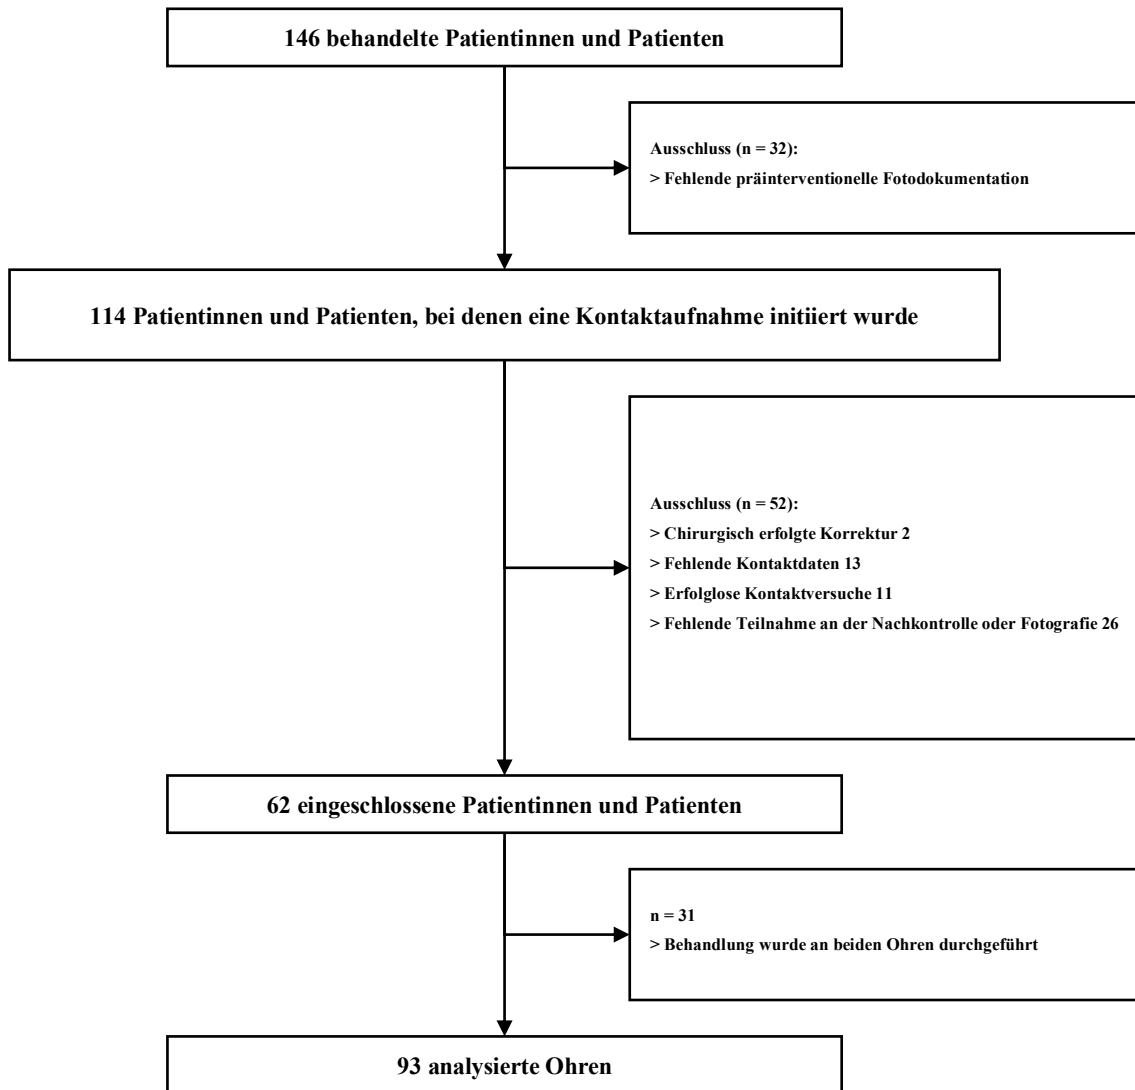 146 behandelte Patientinnen und Patienten
Ausschluss (n = 32):
> Fehlende präinterventionelle Fotodokumentation
114 Patientinnen und Patienten, bei denen eine Kontaktaufnahme initiiert wurde
Ausschluss (n = 52):
> Chirurgisch erfolgte Korrektur 2
> Fehlende Kontaktdaten 13
> Erfolglose Kontaktversuche 11
> Fehlende Teilnahme an der Nachkontrolle oder Fotografie 26
62 eingeschlossene Patientinnen und Patienten
n = 31
> Behandlung wurde an beiden Ohren durchgeführt
93 analysierte Ohren